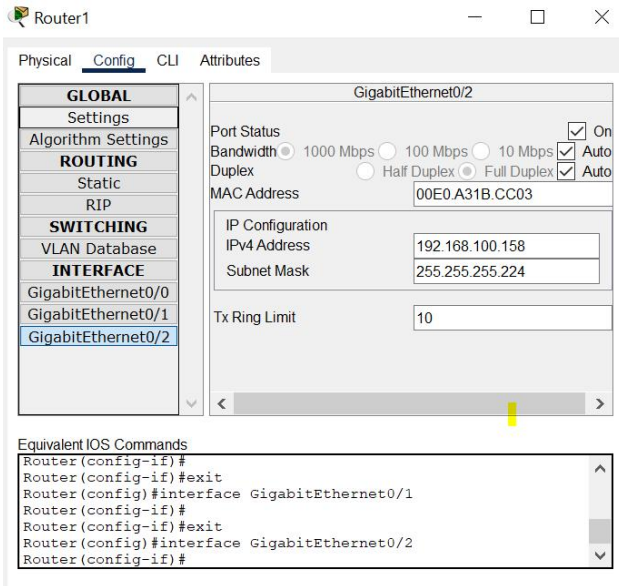 Router1
Physical Config CLI Attributes
GLOBAL
Settings
Algorithm Settings
ROUTING
Static
RIP
SWITCHING
VLAN Database
INTERFACE
GigabitEthernet0/0
GigabitEthernet0/1
GigabitEthernet0/2
GigabitEthernet0/2
Port Status On
Bandwidth 1000 Mbps 100 Mbps 10 Mbps Auto
Duplex Half Duplex Full Duplex Auto
MAC Address 00E0.A31B.CC03
IP Configuration
IPv4 Address 192.168.100.158
Subnet Mask 255.255.255.224
Tx Ring Limit 10
Equivalent IOS Commands
Router(config-if)#
Router(config-if)#exit
Router(config)#interface GigabitEthernet0/1
Router(config-if)#
Router(config-if)#exit
Router(config)#interface GigabitEthernet0/2
Router(config-if)#